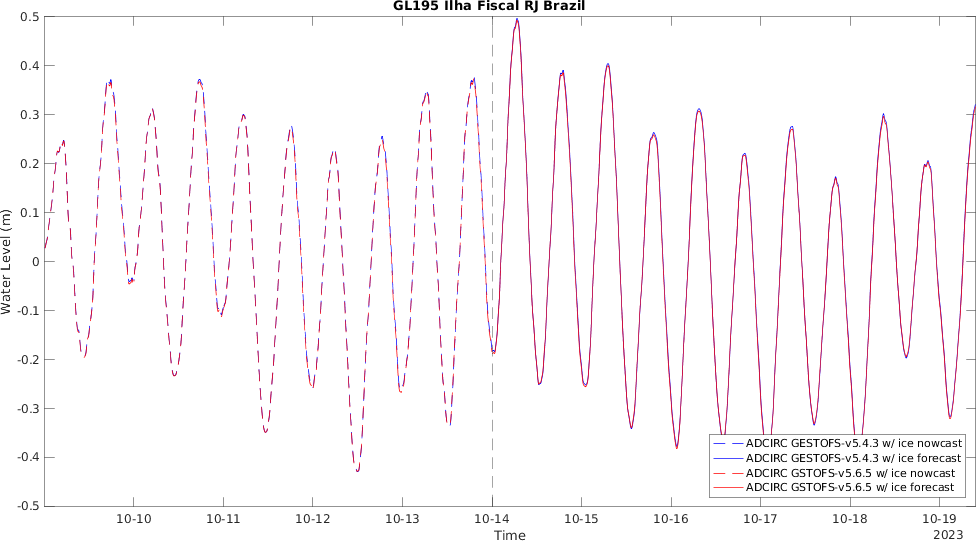 GL195 Ilha Fiscal RJ Brazil
0.5
0.4
0.3
0.2
0.1
0
-0.1
-0.2
-0.3
-0.4
-0.5
Water Level (m)
ADCIRC GESTOFS-v5.4.3 w/ ice nowcast
ADCIRC GESTOFS-v5.4.3 w/ ice forecast
ADCIRC GSTOFS-v5.6.5 w/ ice nowcast
ADCIRC GSTOFS-v5.6.5 w/ ice forecast
10-10 10-11 10-12 10-13 10-14 10-15 10-16 10-17 10-18 10-19
Time
2023